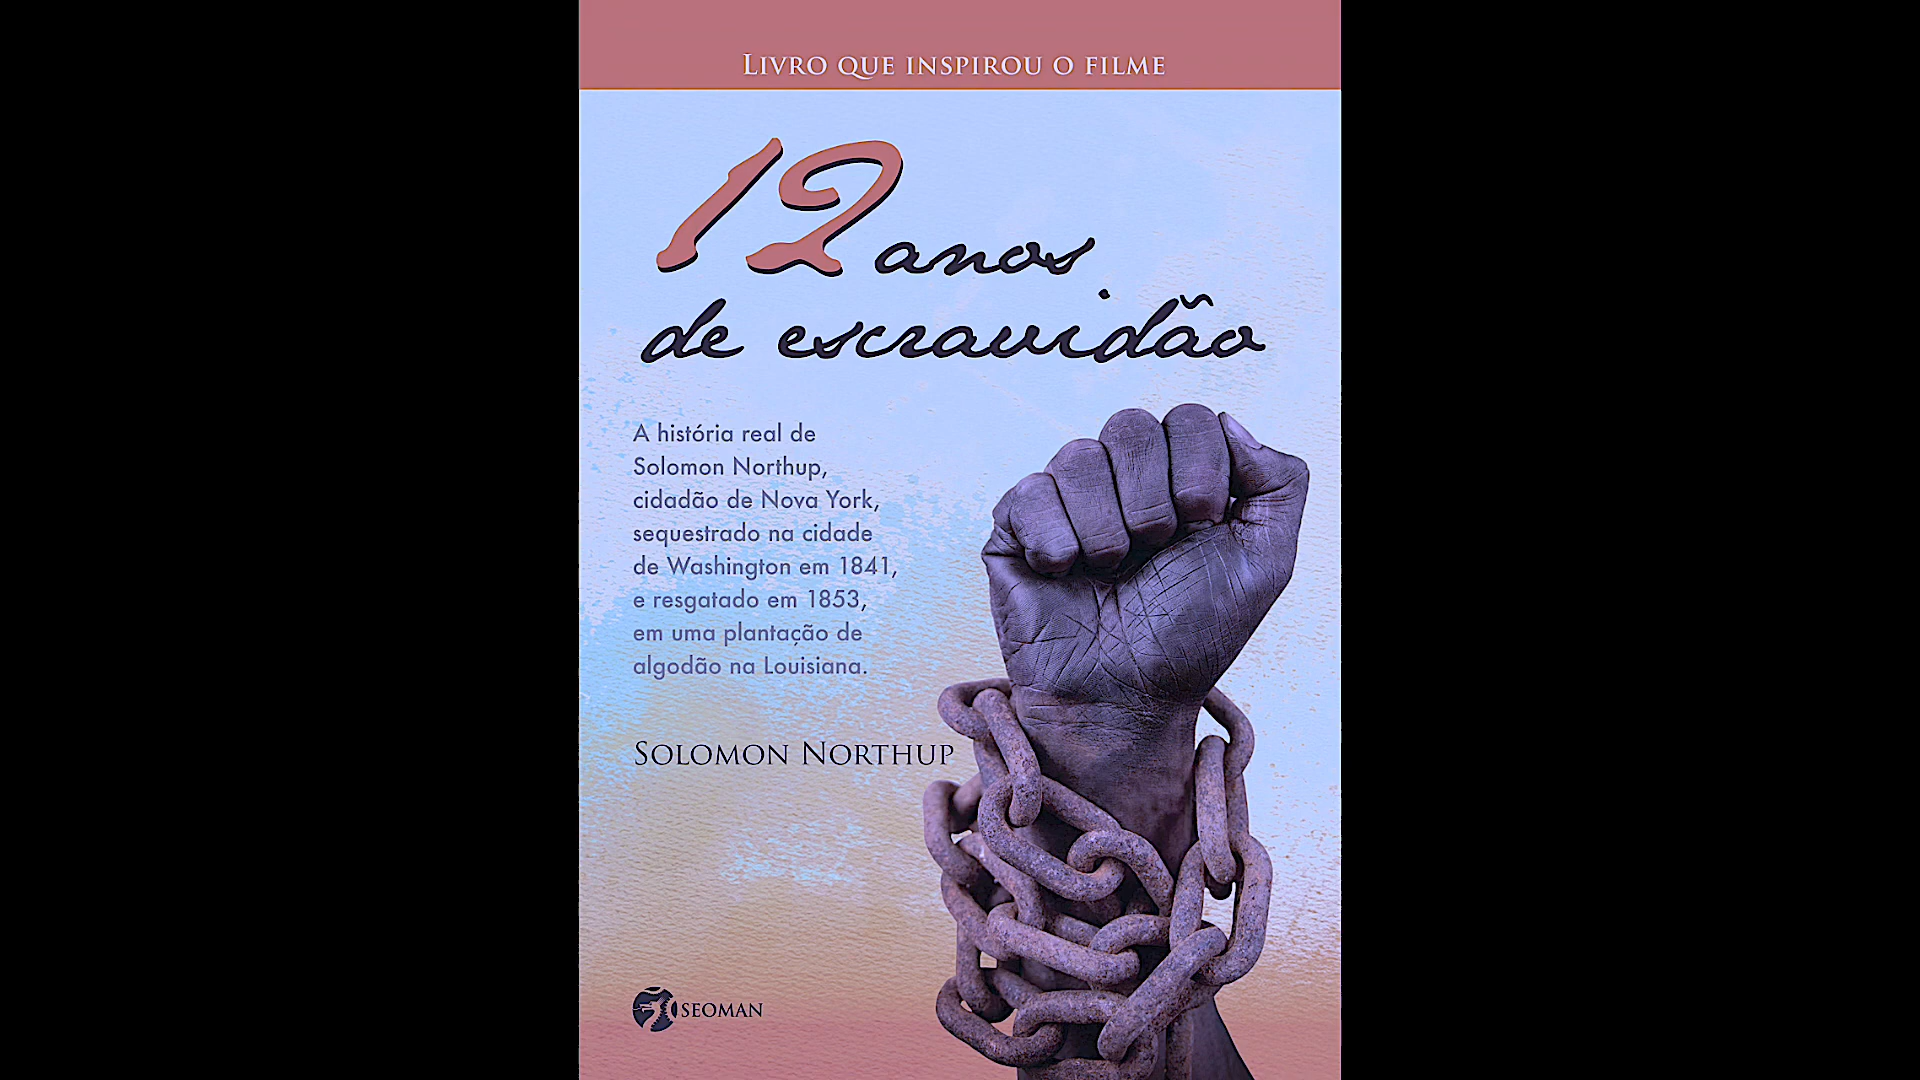 LIVRO QUE INSPIROU O FILME
12 anos
de escravidão
A história real de
Solomon Northup,
cidadão de Nova York,
sequestrado na cidade
de Washington em 1841,
e resgatado em 1853,
em uma plantação de
algodão na Louisiana.
SOLOMON NORTHUP
SEOMAN